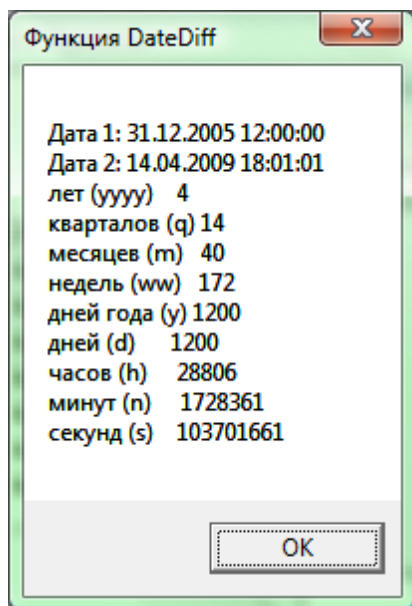 Функция DateDiff
Дата 1: 31.12.2005 12:00:00
Дата 2: 14.04.2009 18:01:01
лет (yyyy) 4
кварталов (q) 14
месяцев (m) 40
недель (ww) 172
дней года (y) 1200
дней (d) 1200
часов (h) 28806
минут (n) 1728361
секунд (s) 103701661
OK